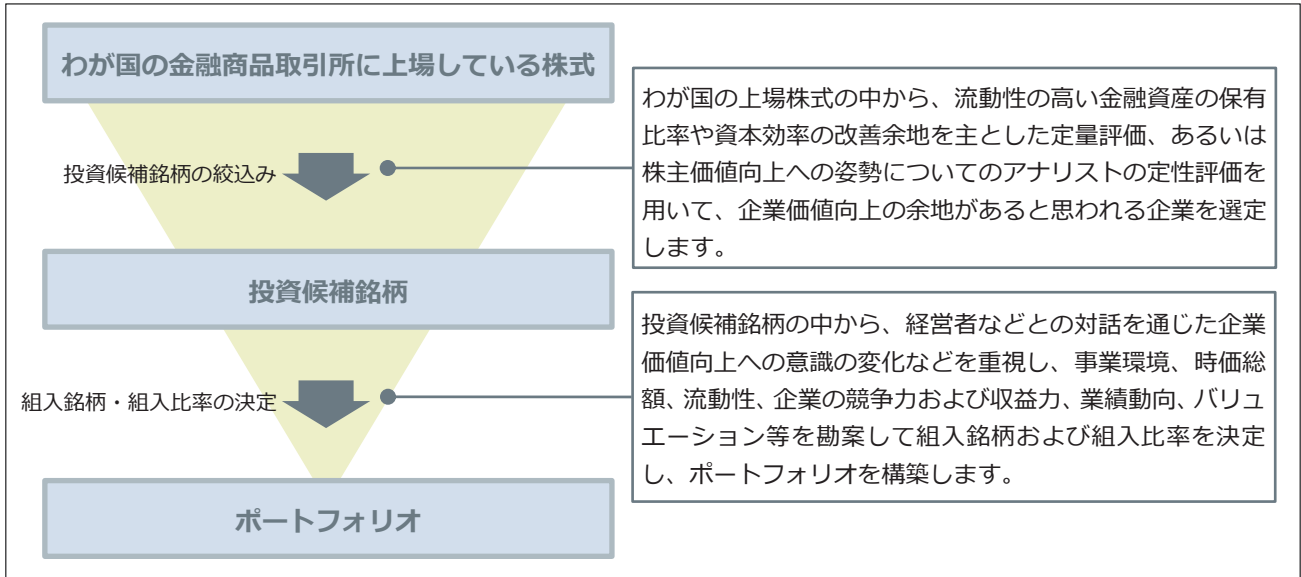 わが国の金融商品取引所に上場している株式
投資候補銘柄の絞込み
わが国の上場株式の中から、流動性の高い金融資産の保有
比率や資本効率の改善余地を主とした定量評価、あるいは
株主価値向上への姿勢についてのアナリストの定性評価を
用いて、企業価値向上の余地があると思われる企業を選定
します。
投資候補銘柄
組入銘柄・組入比率の決定
投資候補銘柄の中から、経営者などとの対話を通じた企業
価値向上への意識の変化などを重視し、事業環境、時価総
額、流動性、企業の競争力および収益力、業績動向、バリュ
エーション等を勘案して組入銘柄および組入比率を決定
し、ポートフォリオを構築します。
ポートフォリオ